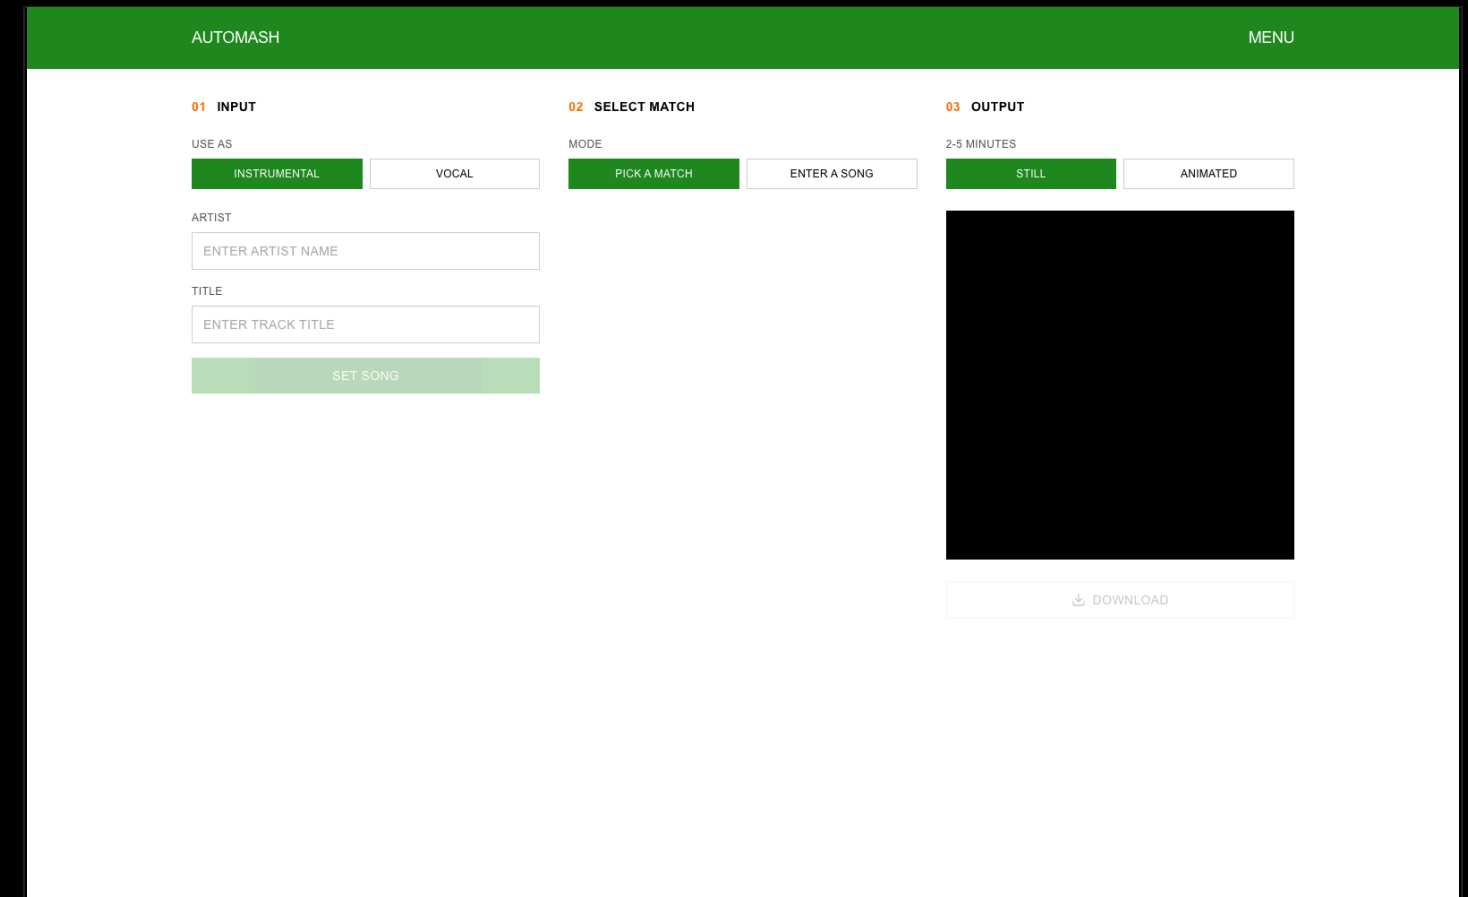 AUTOMASH
MENU
01 INPUT
USE AS
INSTRUMENTAL
VOCAL
ARTIST
ENTER ARTIST NAME
TITLE
ENTER TRACK TITLE
SET SONG
02 SELECT MATCH
MODE
PICK A MATCH
ENTER A SONG
03 OUTPUT
2-5 MINUTES
STILL
ANIMATED
DOWNLOAD